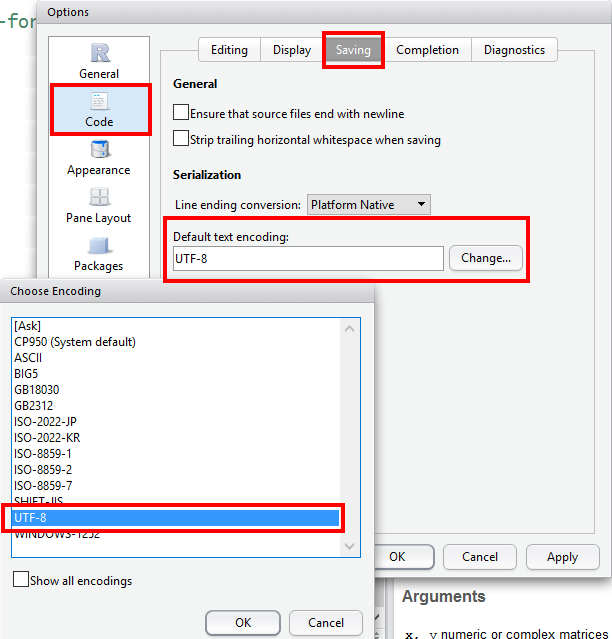 -for
Options
General
Code
Appearance
Pane Layout
Packages
Editing Display Saving Completion Diagnostics
General
Ensure that source files end with newline
Strip trailing horizontal whitespace when saving
Serialization
Line ending conversion: Platform Native
Default text encoding:
UTF-8 Change...
Choose Encoding
[Ask]
CP950 (System default)
ASCII
BIG5
GB18030
GB2312
ISO-2022-JP
ISO-2022-KR
ISO-8859-1
ISO-8859-2
ISO-8859-7
SHIFT-JIS
UTF-8
WINDOWS-1252
Show all encodings
OK Cancel
OK Cancel Apply
Arguments
x, y numeric or complex matrices